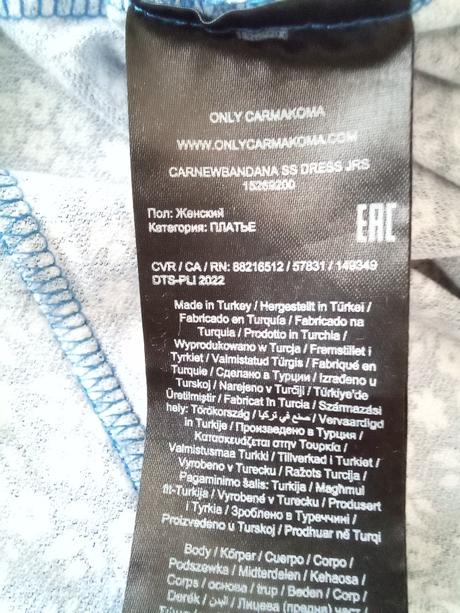 ONLY CARMAKOMA
WWW.ONLYCARMAKOMA.COM
CARNEWBANDANA SS DRESS JRS
15269200
Пол: Женский
Категория: ПЛАТЬЕ
EAC
CVR / CA / RN: 88216512 / 57831 / 149349
DTS-PLI 2022
Made in Turkey / Hergestellt in Türkei /
Fabricado en Turquía / Fabricado na
Turquia / Prodotto in Turchia /
Wyprodukowano w Turcja / Fremstillet i
Tyrkiet / Valmistatud Türgis / Fabriqué en
Turquie / Сделано в Турции / Izrađeno u
Turskoj / Narejeno v Turčiji / Türkiye'de
Üretilmiştir / Fabricat în Turcia / Származási
hely: Törökország / صنع في تركيا / Vervaardigd
in Turkije / Произведено в Турция /
Κατασκευάζεται στην Τουρκία /
Valmistusmaa Turkki / Tillverkad i Turkiet /
Vyrobeno v Turecku / Ražots Turcija /
Pagaminimo šalis: Turkija / Maghmul
fit-Turkija / Vyrobené v Turecku / Produsert
i Tyrkia / Зроблено в Туреччині /
Proizvedeno u Turskoj / Prodhuar në Turqi
Body / Körper / Cuerpo / Corpo /
Podszewka / Midterdelen / Kehaosa /
Corps / основа / trup / Beden / Corp /
Derék / البدن / Lijf / Лицева